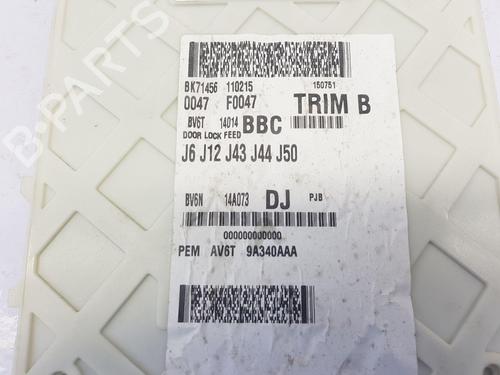 BK71456 110215 150751
0047 F0047 TRIM B
BV6T 14014 BBC
DOOR LOCK FEED
J6 J12 J43 J44 J50
BV6N 14A073 DJ PJB
000000000000
PEM AV6T 9A340AAA
B-PARTS